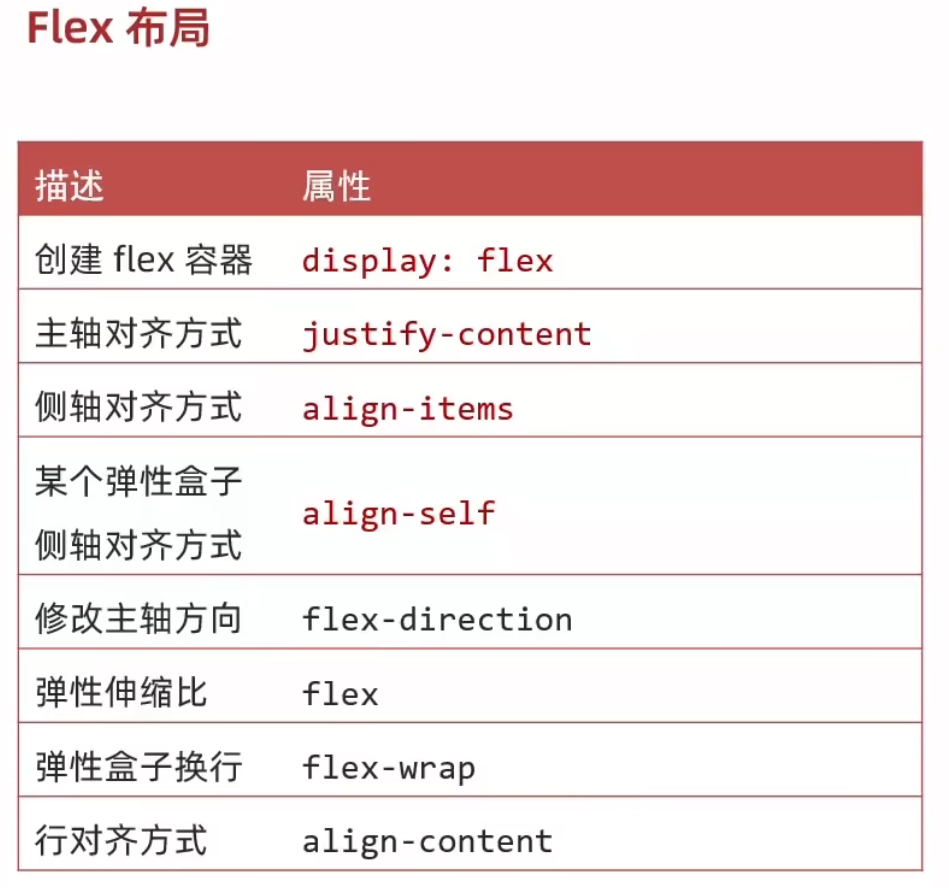 Flex 布局
描述 属性
创建 flex 容器 display: flex
主轴对齐方式 justify-content
侧轴对齐方式 align-items
某个弹性盒子
侧轴对齐方式 align-self
修改主轴方向 flex-direction
弹性伸缩比 flex
弹性盒子换行 flex-wrap
行对齐方式 align-content